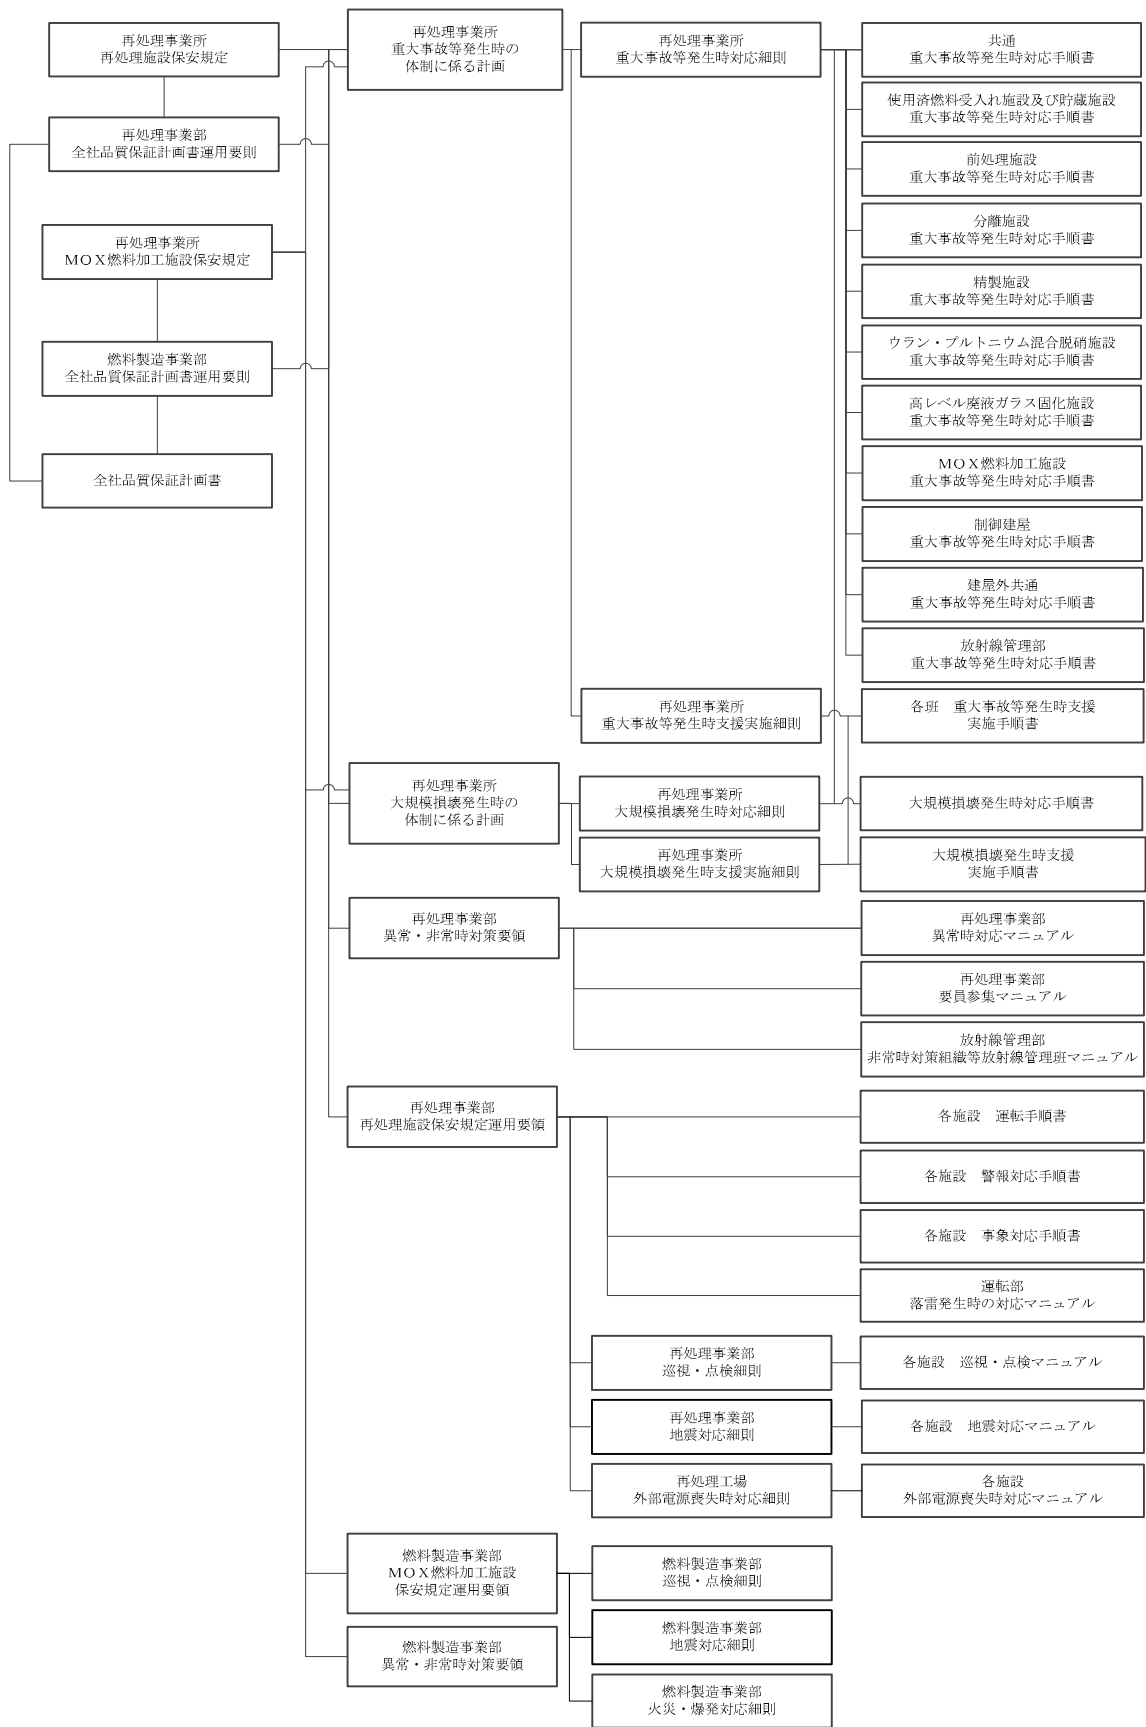 再処理事業所
再処理施設保安規定
再処理事業部
全社品質保証計画書運用要則
再処理事業所
ＭＯＸ燃料加工施設保安規定
燃料製造事業部
全社品質保証計画書運用要則
全社品質保証計画書
再処理事業所
重大事故等発生時の
体制に係る計画
再処理事業所
大規模損壊発生時の
体制に係る計画
再処理事業部
異常・非常時対策要領
再処理事業部
再処理施設保安規定運用要領
燃料製造事業部
ＭＯＸ燃料加工施設
保安規定運用要領
燃料製造事業部
異常・非常時対策要領
再処理事業所
重大事故等発生時対応細則
再処理事業所
重大事故等発生時支援実施細則
再処理事業所
大規模損壊発生時対応細則
再処理事業所
大規模損壊発生時支援実施細則
再処理事業部
巡視・点検細則
再処理事業部
地震対応細則
再処理工場
外部電源喪失時対応細則
燃料製造事業部
巡視・点検細則
燃料製造事業部
地震対応細則
燃料製造事業部
火災・爆発対応細則
共通
重大事故等発生時対応手順書
使用済燃料受入れ施設及び貯蔵施設
重大事故等発生時対応手順書
前処理施設
重大事故等発生時対応手順書
分離施設
重大事故等発生時対応手順書
精製施設
重大事故等発生時対応手順書
ウラン・プルトニウム混合脱硝施設
重大事故等発生時対応手順書
高レベル廃液ガラス固化施設
重大事故等発生時対応手順書
ＭＯＸ燃料加工施設
重大事故等発生時対応手順書
制御建屋
重大事故等発生時対応手順書
建屋外共通
重大事故等発生時対応手順書
放射線管理部
重大事故等発生時対応手順書
各班　重大事故等発生時支援
実施手順書
大規模損壊発生時対応手順書
大規模損壊発生時支援
実施手順書
再処理事業部
異常時対応マニュアル
再処理事業部
要員参集マニュアル
放射線管理部
非常時対策組織等放射線管理班マニュアル
各施設　運転手順書
各施設　警報対応手順書
各施設　事象対応手順書
運転部
落雷発生時の対応マニュアル
各施設　巡視・点検マニュアル
各施設　地震対応マニュアル
各施設
外部電源喪失時対応マニュアル